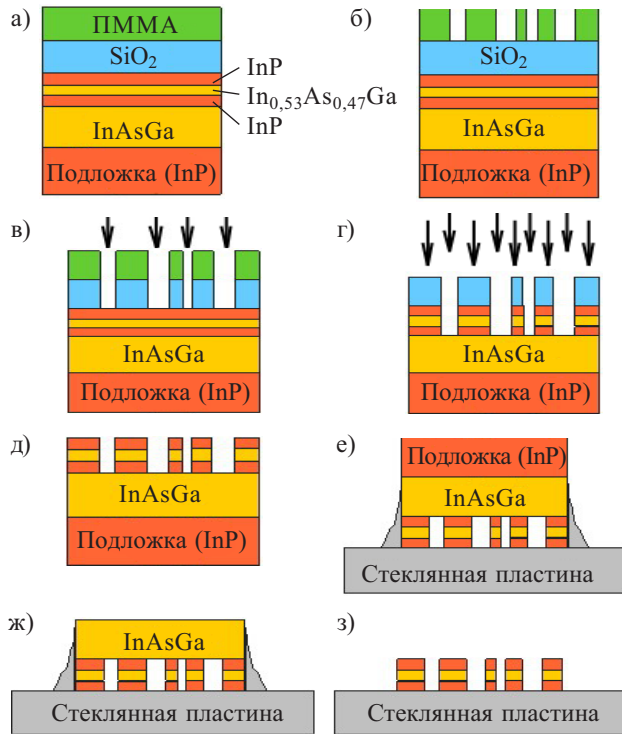 а)
ПММА
SiO₂
InP
In₀,₅₃As₀,₄₇Ga
InP
InAsGa
Подложка (InP)
б)
SiO₂
InAsGa
Подложка (InP)
в)
InAsGa
Подложка (InP)
г)
InAsGa
Подложка (InP)
д)
InAsGa
Подложка (InP)
е)
Подложка (InP)
InAsGa
Стеклянная пластина
ж)
InAsGa
Стеклянная пластина
з)
Стеклянная пластина